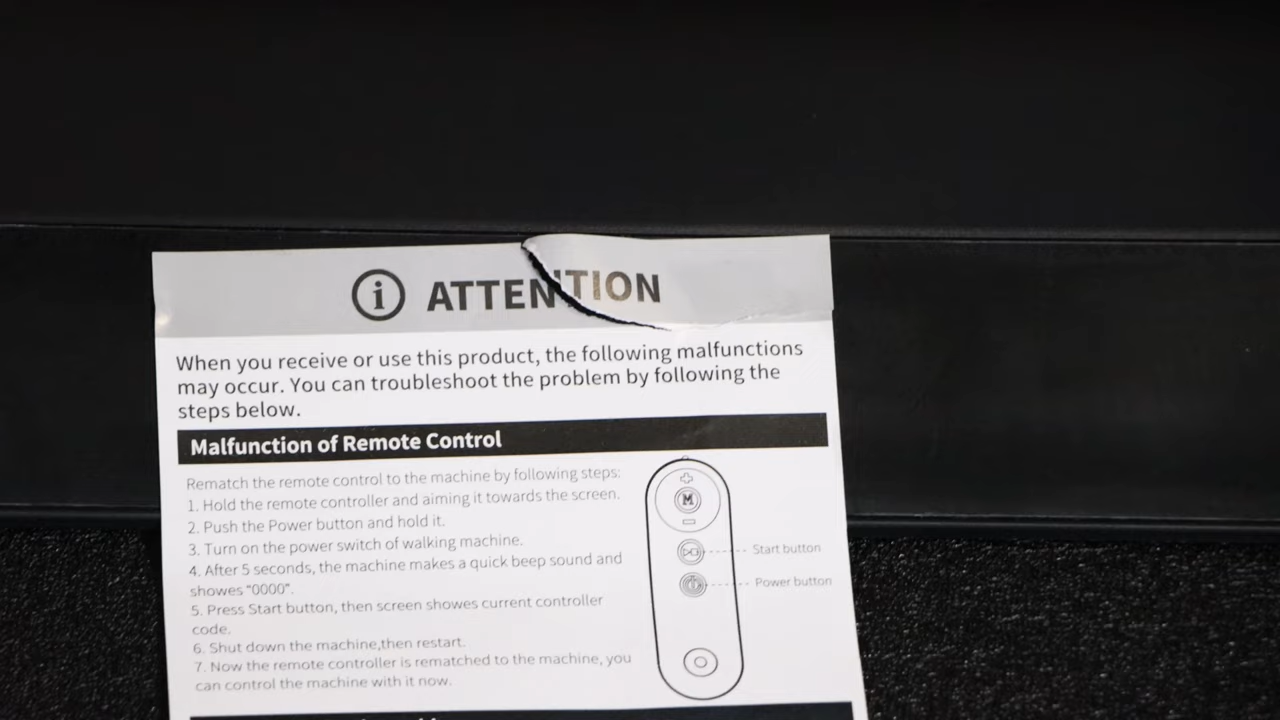 ATTENTION
When you receive or use this product, the following malfunctions
may occur. You can troubleshoot the problem by following the
steps below.
Malfunction of Remote Control
Rematch the remote control to the machine by following steps:
1. Hold the remote controller and aiming it towards the screen.
2. Push the Power button and hold it.
3. Turn on the power switch of walking machine.
4. After 5 seconds, the machine makes a quick beep sound and
showes "0000".
5. Press Start button, then screen showes current controller
code.
6. Shut down the machine,then restart.
7. Now the remote controller is rematched to the machine, you
can control the machine with it now.
M
Start button
Power button